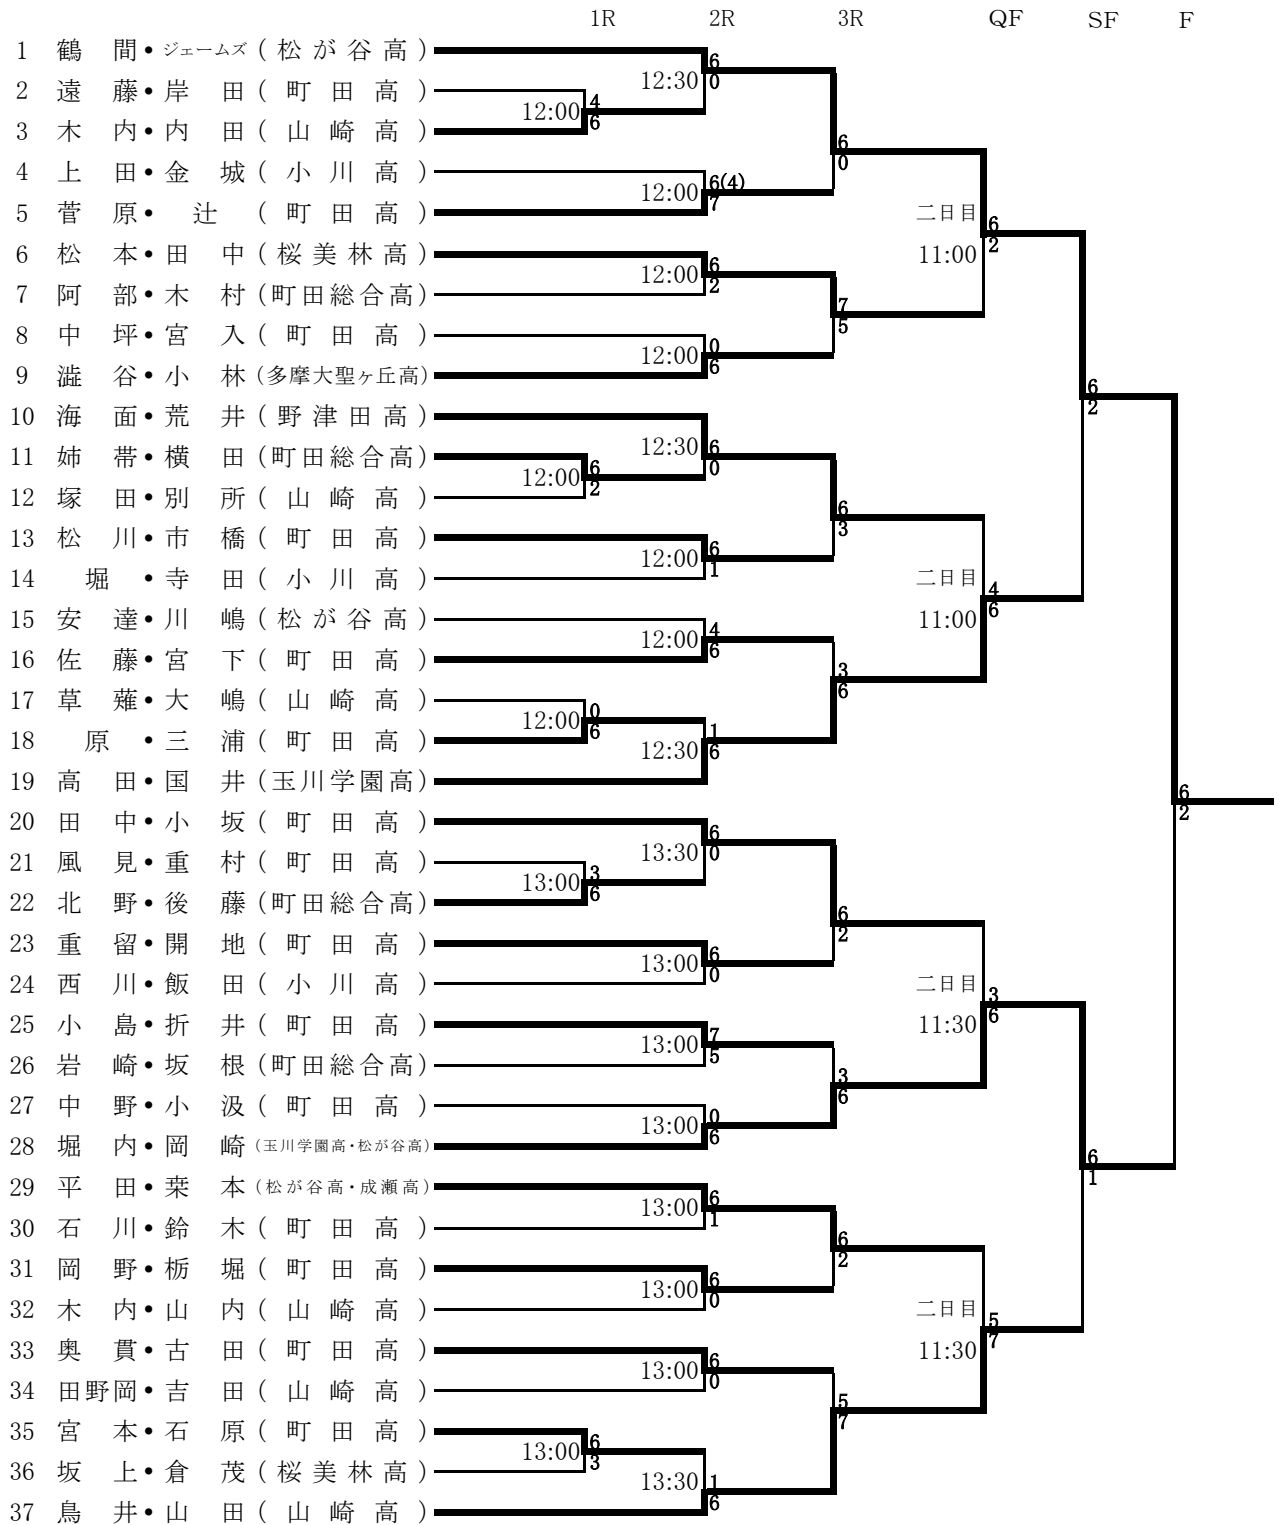 1R 2R 3R QF SF F
1 鶴 間・ジェームズ(松が谷高)
12:30 6 0
2 遠 藤・岸 田(町田高)
12:00 4 6
3 木 内・内 田(山崎高)
6 0
4 上 田・金 城(小川高)
12:00 6(4) 7
5 菅 原・ 辻 (町田高)
二日目 11:00 6 2
6 松 本・田 中(桜美林高)
12:00 6 2
7 阿 部・木 村(町田総合高)
7 5
8 中 坪・宮 入(町田高)
12:00 0 6
9 澁 谷・小 林(多摩大聖ヶ丘高)
6 2
10 海 面・荒 井(野津田高)
12:30 6 0
11 姉 帯・横 田(町田総合高)
12:00 6 2
12 塚 田・別 所(山崎高)
6 3
13 松 川・市 橋(町田高)
12:00 6 1
14 堀 ・寺 田(小川高)
二日目 11:00 4 6
15 安 達・川 嶋(松が谷高)
12:00 4 6
16 佐 藤・宮 下(町田高)
3 6
17 草 薙・大 嶋(山崎高)
12:00 0 6
18 原 ・三 浦(町田高)
12:30 1 6
19 高 田・国 井(玉川学園高)
6 2
20 田 中・小 坂(町田高)
13:30 6 0
21 風 見・重 村(町田高)
13:00 3 6
22 北 野・後 藤(町田総合高)
6 2
23 重 留・開 地(町田高)
13:00 6 0
24 西 川・飯 田(小川高)
二日目 11:30 3 6
25 小 島・折 井(町田高)
13:00 7 5
26 岩 崎・坂 根(町田総合高)
3 6
27 中 野・小 汲(町田高)
13:00 0 6
28 堀 内・岡 崎(玉川学園高・松が谷高)
6 1
29 平 田・栞 本(松が谷高・成瀬高)
13:00 6 1
30 石 川・鈴 木(町田高)
6 2
31 岡 野・栃 堀(町田高)
13:00 6 0
32 木 内・山 内(山崎高)
二日目 11:30 5 7
33 奥 貫・古 田(町田高)
13:00 6 0
34 田野岡・吉 田(山崎高)
5 7
35 宮 本・石 原(町田高)
13:00 6 3
36 坂 上・倉 茂(桜美林高)
13:30 1 6
37 鳥 井・山 田(山崎高)